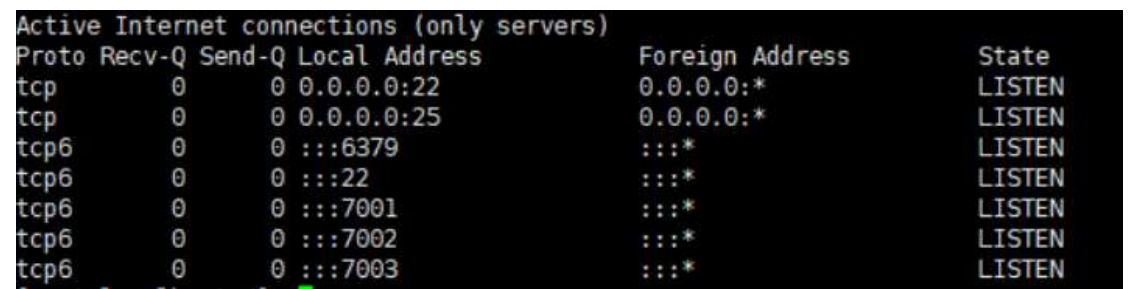 Active Internet connections (only servers)
Proto Recv-Q Send-Q Local Address Foreign Address State
tcp 0 0 0.0.0.0:22 0.0.0.0:* LISTEN
tcp 0 0 0.0.0.0:25 0.0.0.0:* LISTEN
tcp6 0 0 :::6379 :::* LISTEN
tcp6 0 0 :::22 :::* LISTEN
tcp6 0 0 :::7001 :::* LISTEN
tcp6 0 0 :::7002 :::* LISTEN
tcp6 0 0 :::7003 :::* LISTEN